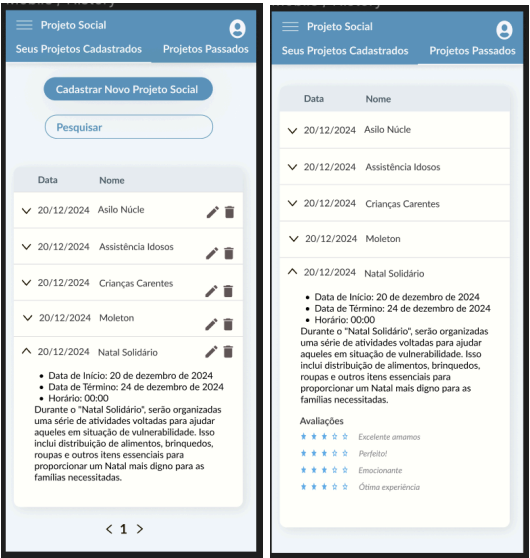 Projeto Social
Seus Projetos Cadastrados Projetos Passados
Cadastrar Novo Projeto Social
Pesquisar
Data Nome
20/12/2024 Asilo Núcle
20/12/2024 Assistência Idosos
20/12/2024 Crianças Carentes
20/12/2024 Moleton
20/12/2024 Natal Solidário
• Data de Início: 20 de dezembro de 2024
• Data de Término: 24 de dezembro de 2024
• Horário: 00:00
Durante o "Natal Solidário", serão organizadas
uma série de atividades voltadas para ajudar
aqueles em situação de vulnerabilidade. Isso
inclui distribuição de alimentos, brinquedos,
roupas e outros itens essenciais para
proporcionar um Natal mais digno para as
famílias necessitadas.
< 1 >
Projeto Social
Seus Projetos Cadastrados Projetos Passados
Data Nome
20/12/2024 Asilo Núcle
20/12/2024 Assistência Idosos
20/12/2024 Crianças Carentes
20/12/2024 Moleton
20/12/2024 Natal Solidário
• Data de Início: 20 de dezembro de 2024
• Data de Término: 24 de dezembro de 2024
• Horário: 00:00
Durante o "Natal Solidário", serão organizadas
uma série de atividades voltadas para ajudar
aqueles em situação de vulnerabilidade. Isso
inclui distribuição de alimentos, brinquedos,
roupas e outros itens essenciais para
proporcionar um Natal mais digno para as
famílias necessitadas.
Avaliações
Excelente amamos
Perfeito!
Emocionante
Ótima experiência